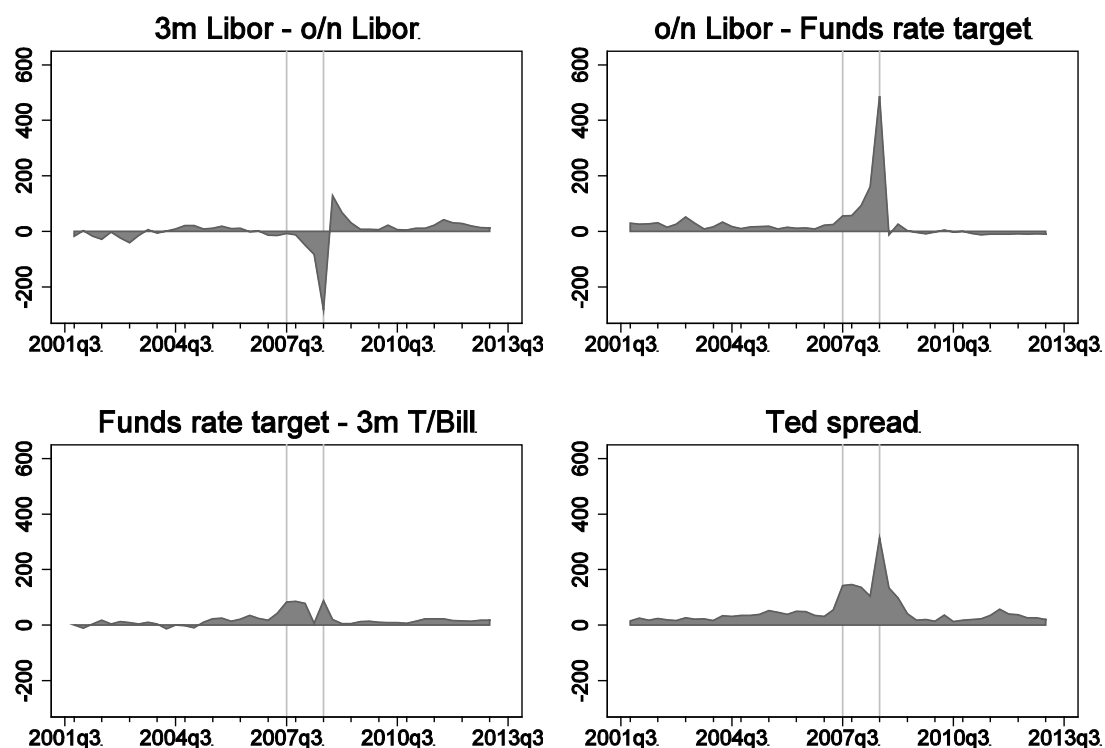 3m Libor - o/n Libor.
600
400
200
0
-200
2001q3. 2004q3. 2007q3. 2010q3. 2013q3
o/n Libor - Funds rate target.
600
400
200
0
-200
2001q3. 2004q3. 2007q3. 2010q3. 2013q3.
Funds rate target - 3m T/Bill.
600
400
200
0
-200
2001q3. 2004q3. 2007q3. 2010q3. 2013q3
Ted spread.
600
400
200
0
-200
2001q3. 2004q3. 2007q3. 2010q3. 2013q3.